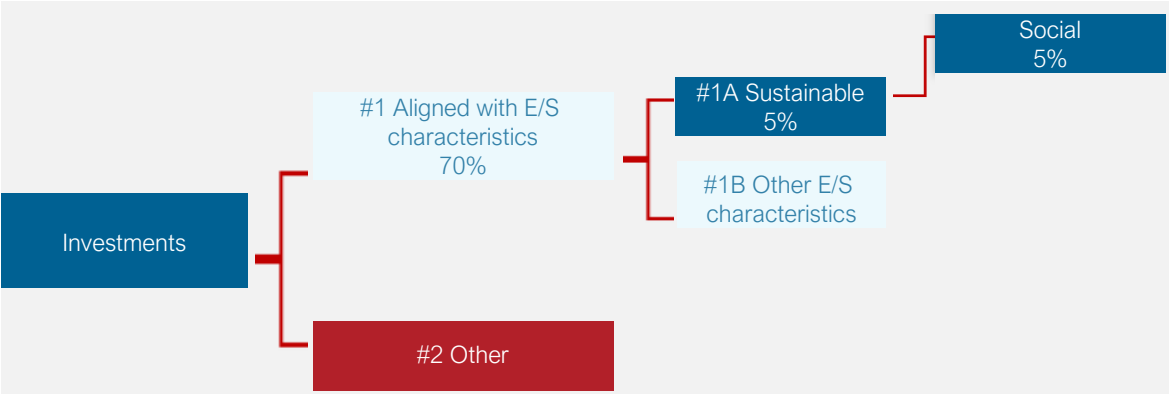 Social
5%
#1A Sustainable
5%
#1 Aligned with E/S
characteristics
70%
#1B Other E/S
characteristics
Investments
#2 Other